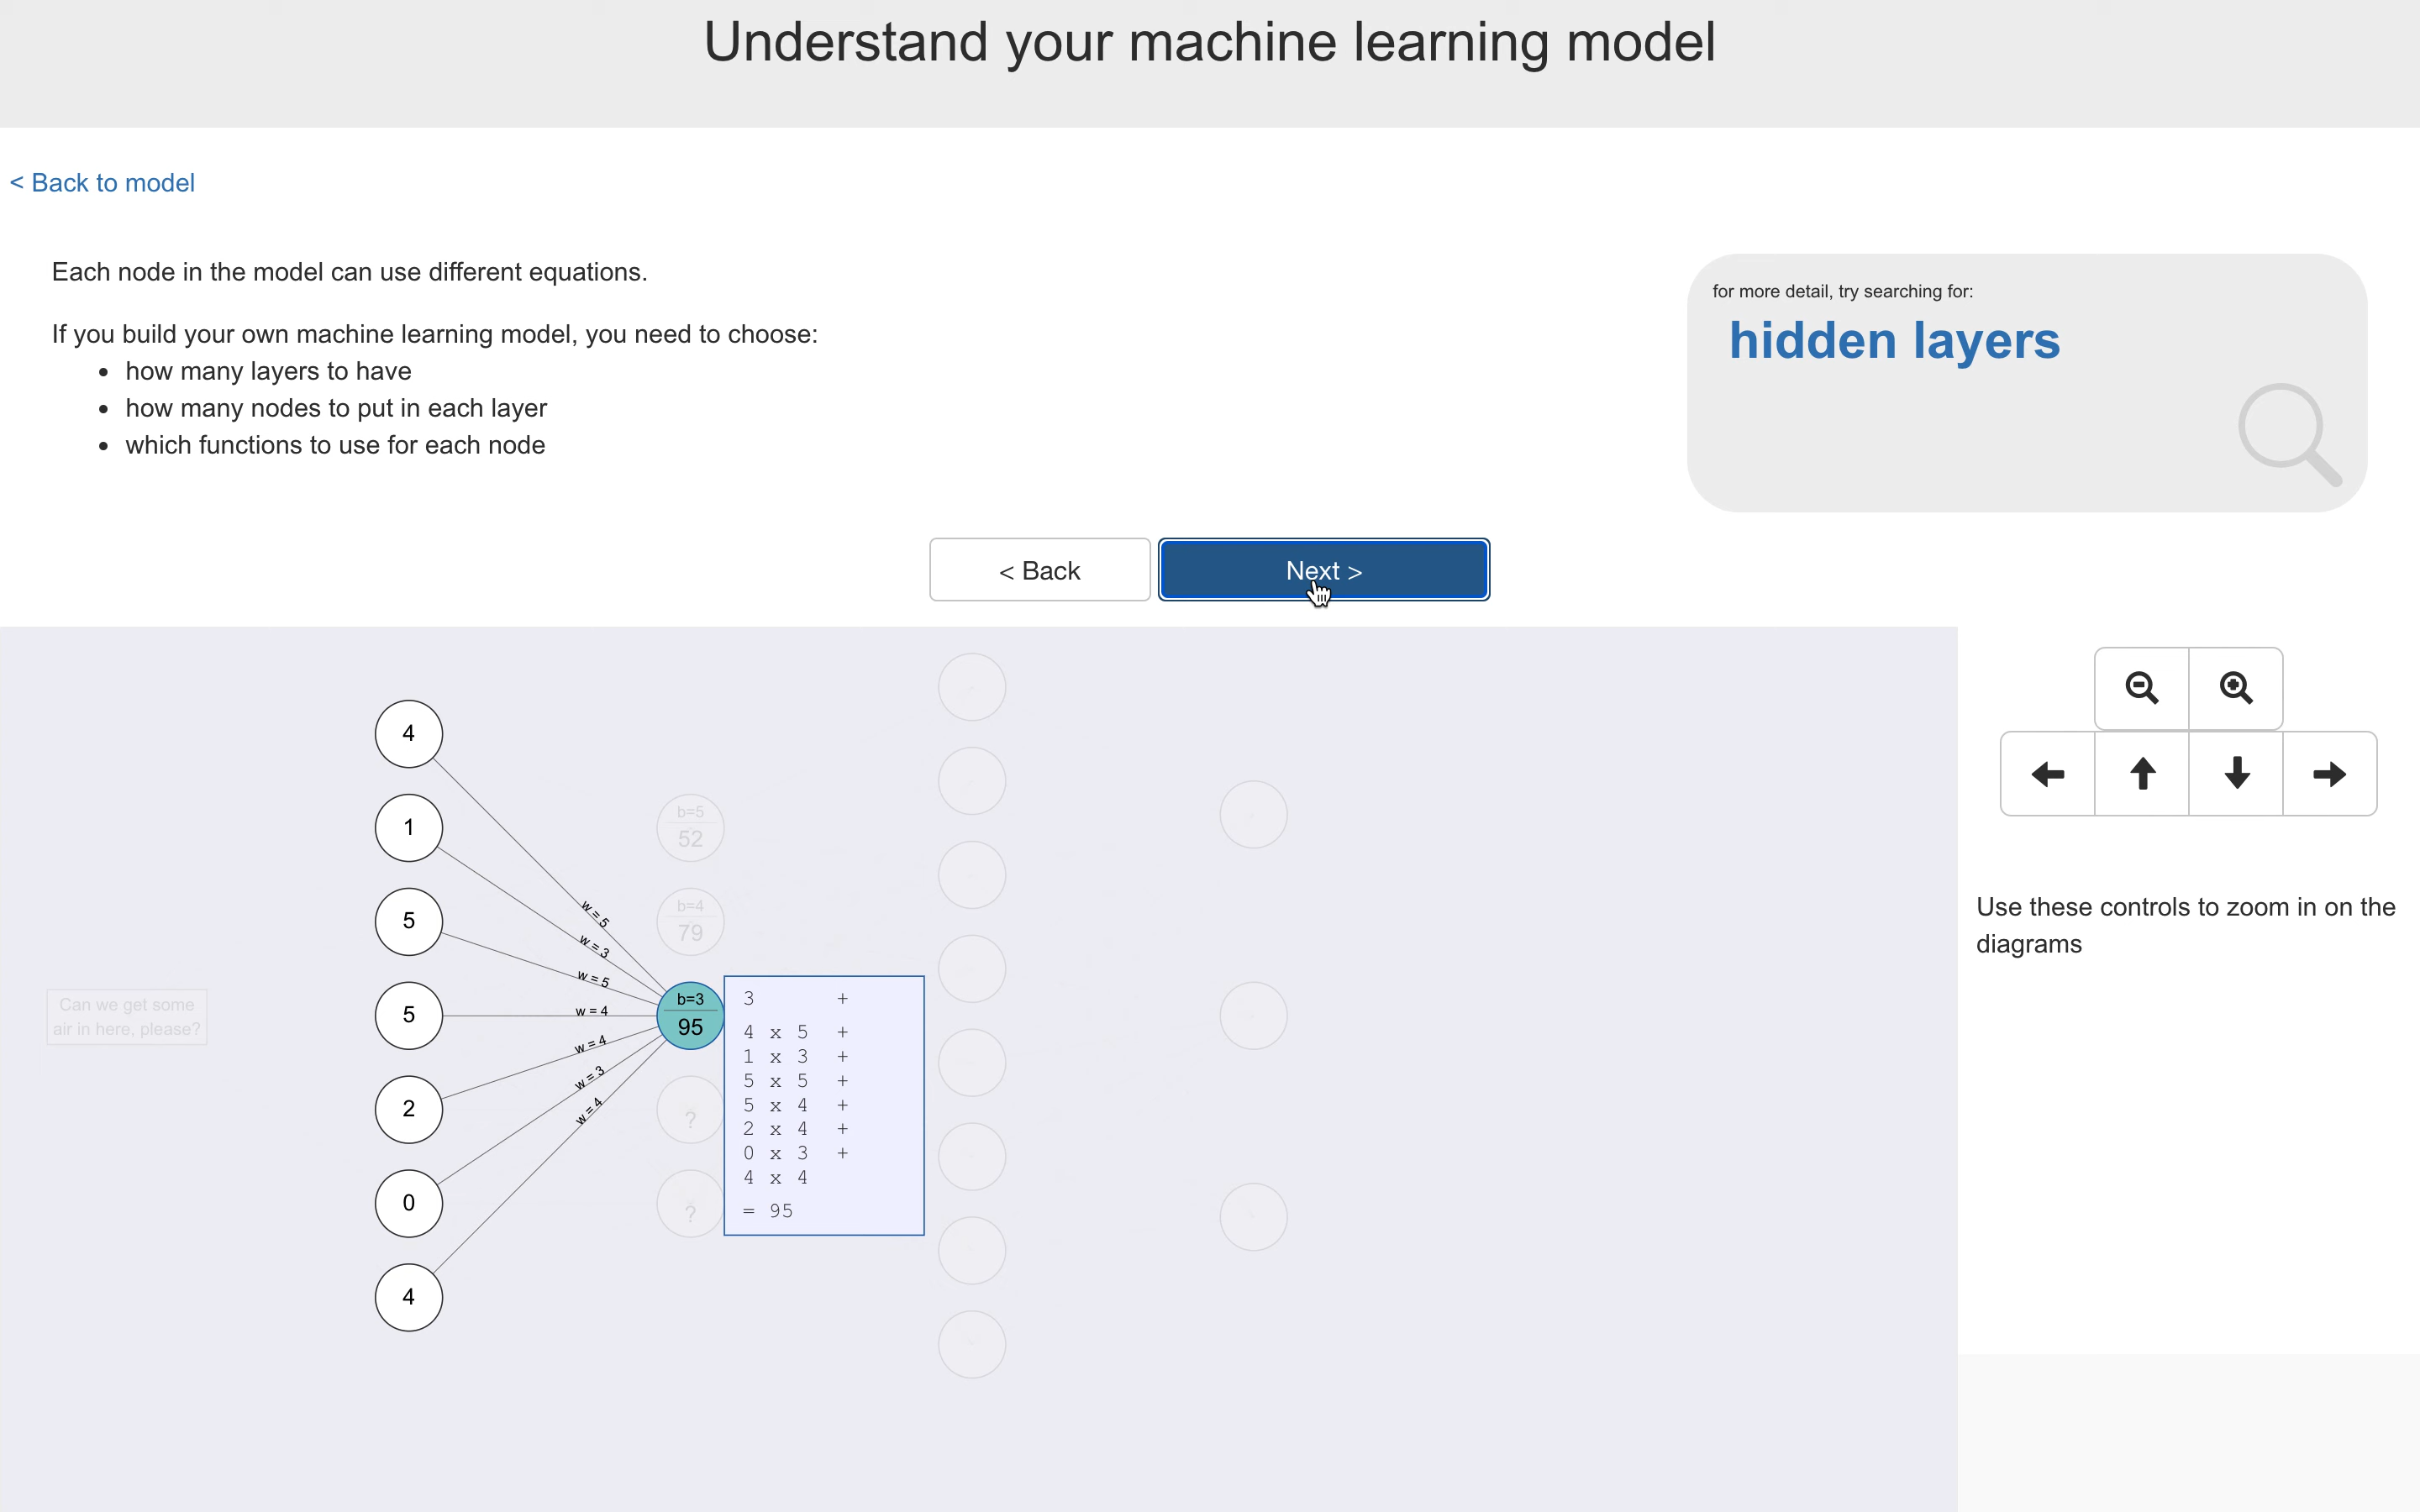 Understand your machine learning model
< Back to model
Each node in the model can use different equations.
If you build your own machine learning model, you need to choose:
• how many layers to have
• how many nodes to put in each layer
• which functions to use for each node
for more detail, try searching for:
hidden layers
< Back
Next >
4
1
5
5
2
0
4
w = 5
w = 3
w = 5
w = 4
w = 4
w = 3
w = 4
Can we get some
air in here, please?
b=5
52
b=4
79
b=3
95
?
?
3 +
4 x 5 +
1 x 3 +
5 x 5 +
5 x 4 +
2 x 4 +
0 x 3 +
4 x 4
= 95
Use these controls to zoom in on the
diagrams